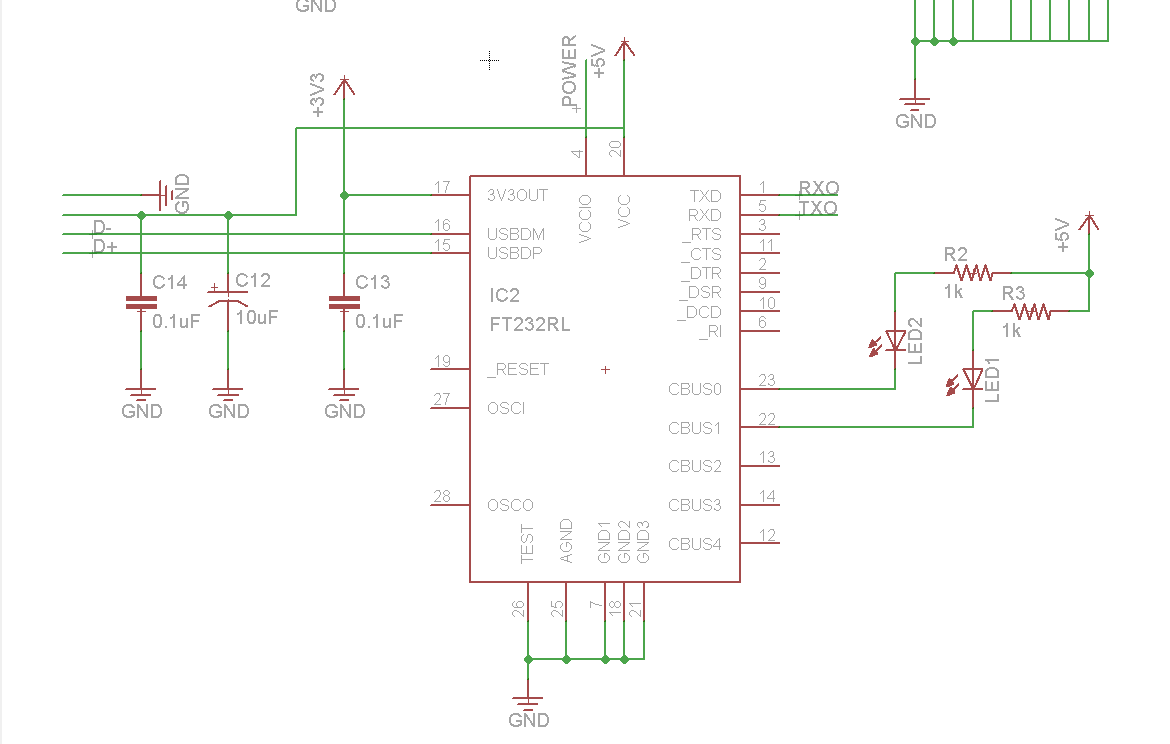 GND
POWER
+5V
+3V3
GND
4
20
GND
17
3V3OUT
VCCIO
VCC
TXD
1
RXO
RXD
5
TXO
D-
16
USBDM
_RTS
3
D+
15
USBDP
_CTS
11
_DTR
2
+5V
C14
C12
C13
IC2
_DSR
9
R2
1k
R3
0.1uF
10uF
0.1uF
FT232RL
_DCD
10
_RI
6
LED2
1k
19
_RESET
CBUS0
23
LED1
GND
GND
GND
27
OSCI
CBUS1
22
CBUS2
13
28
OSCO
CBUS3
14
TEST
AGND
GND1
GND2
GND3
CBUS4
12
26
25
7
18
21
GND